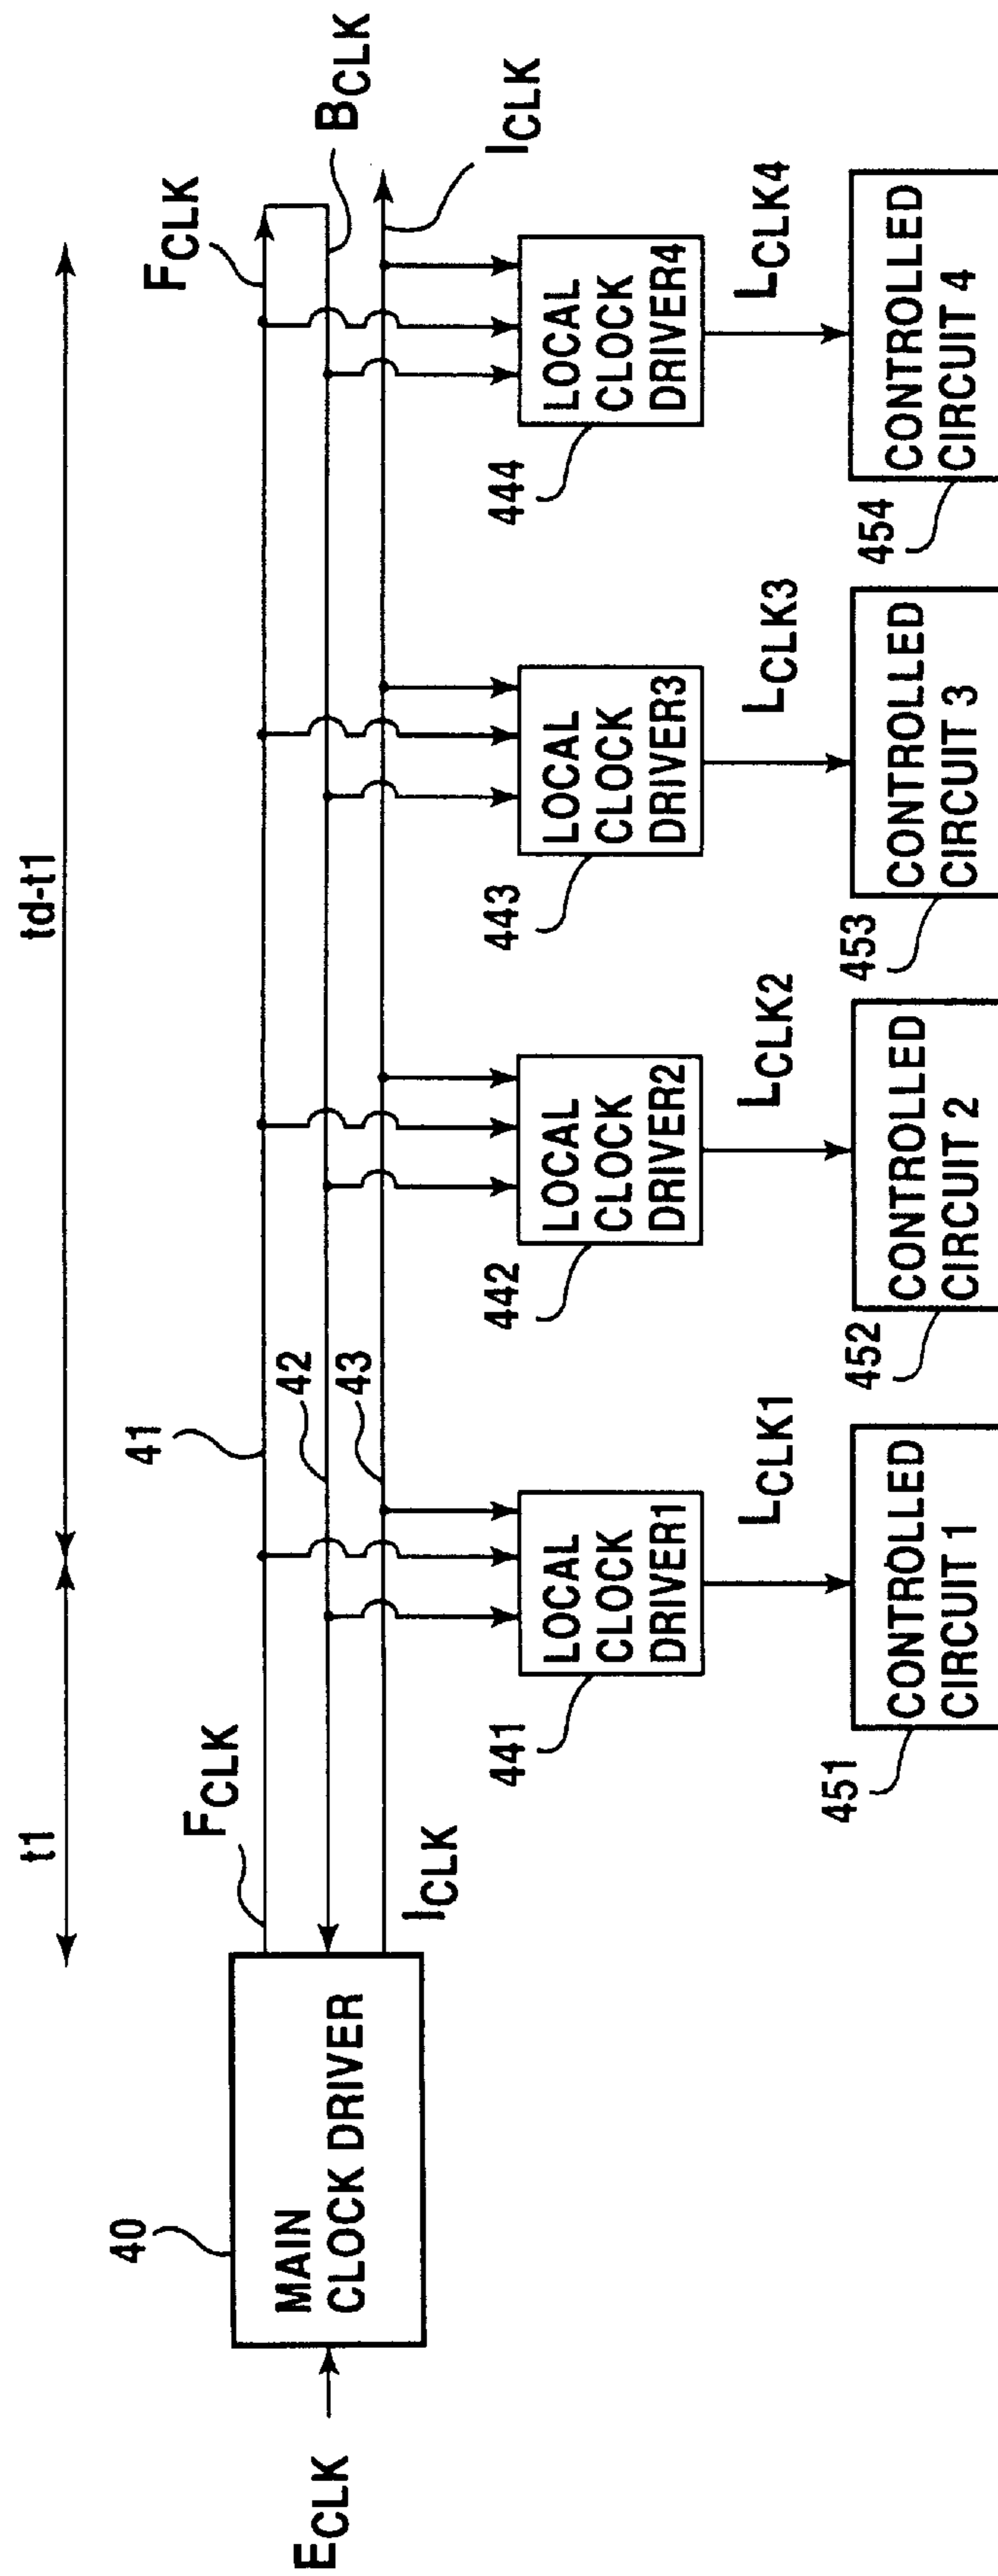 t1
td-t1
FCLK
FCLK
BCLK
ICLK
ICLK
41
42
43
40
MAIN
CLOCK DRIVER
ECLK
441
LOCAL
CLOCK
DRIVER1
442
LOCAL
CLOCK
DRIVER2
443
LOCAL
CLOCK
DRIVER3
444
LOCAL
CLOCK
DRIVER4
LCLK1
LCLK2
LCLK3
LCLK4
451
CONTROLLED
CIRCUIT 1
452
CONTROLLED
CIRCUIT 2
453
CONTROLLED
CIRCUIT 3
454
CONTROLLED
CIRCUIT 4